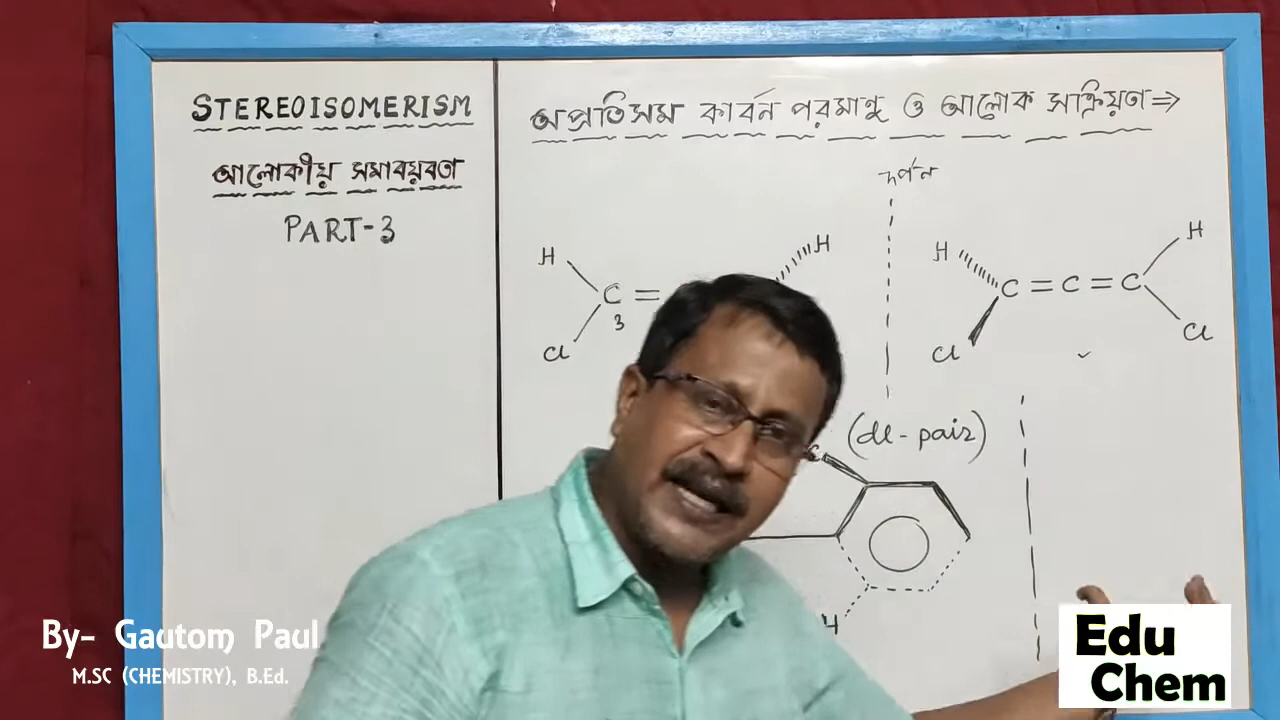 STEREOISOMERISM
আলোকীয় সমাবয়বতা
PART-3
অপ্রতিসম কার্বন পরমাণু ও আলোক সক্রিয়তা ⇒
দর্পন
H
H
C =
3
Cl
H
H
C = C = C
Cl
Cl
(dl-pair)
H
By- Gautom Paul
M.SC (CHEMISTRY), B.Ed.
Edu
Chem